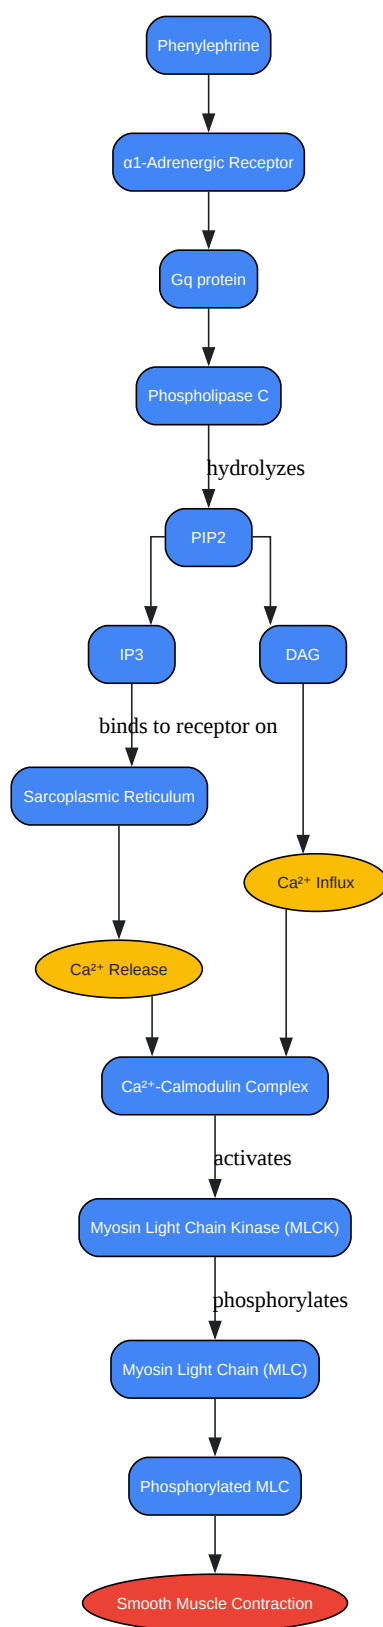 Phenylephrine
α1-Adrenergic Receptor
Gq protein
Phospholipase C
hydrolyzes
PIP2
IP3
DAG
binds to receptor on
Sarcoplasmic Reticulum
Ca²⁺ Influx
Ca²⁺ Release
Ca²⁺-Calmodulin Complex
activates
Myosin Light Chain Kinase (MLCK)
phosphorylates
Myosin Light Chain (MLC)
Phosphorylated MLC
Smooth Muscle Contraction